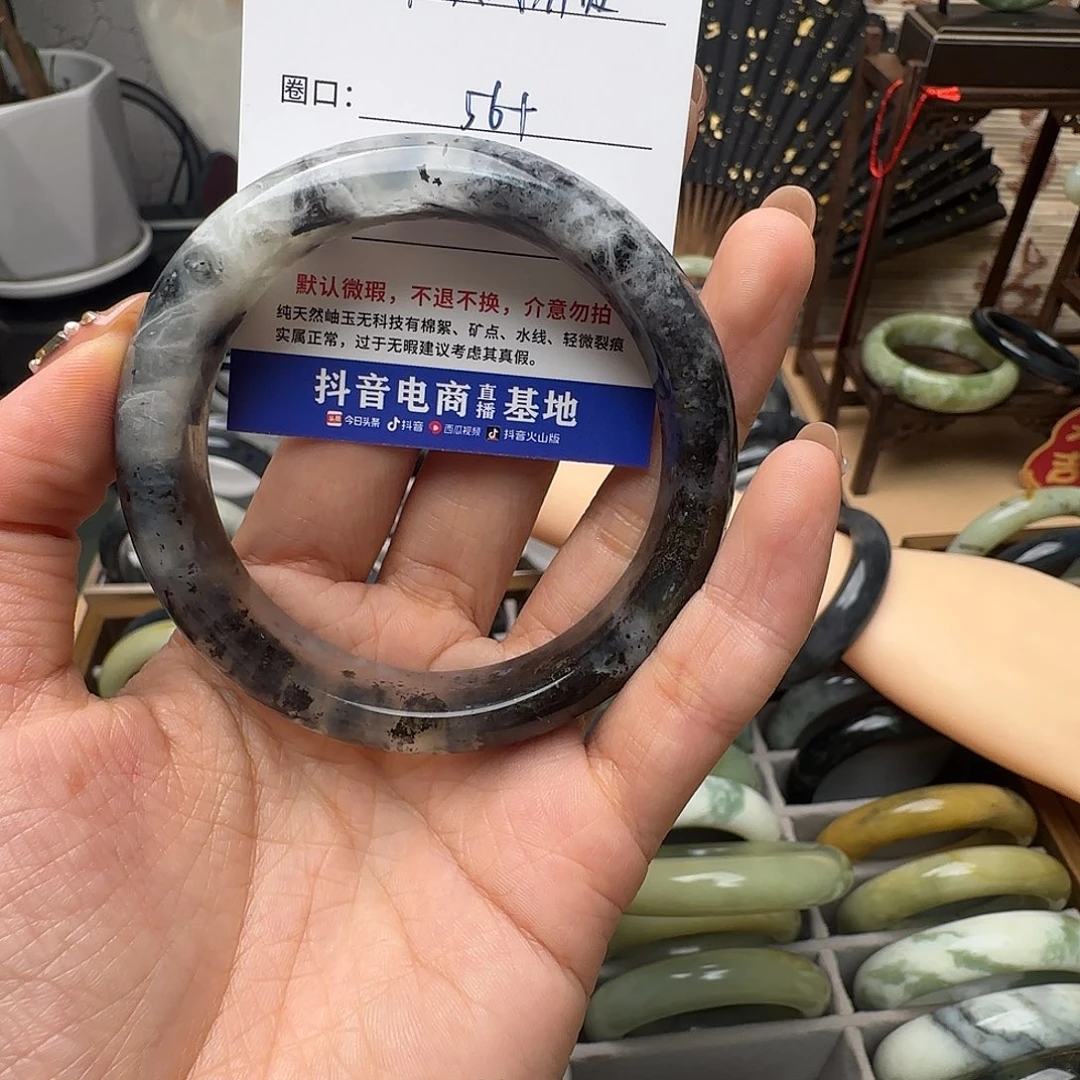 圈口: 56+
默认微瑕，不退不换，介意勿拍
纯天然岫玉无科技有棉絮、矿点、水线、轻微裂痕
实属正常，过于无暇建议考虑其真假。
抖音电商直播基地
今日头条 抖音 西瓜视频 抖音火山版
吉